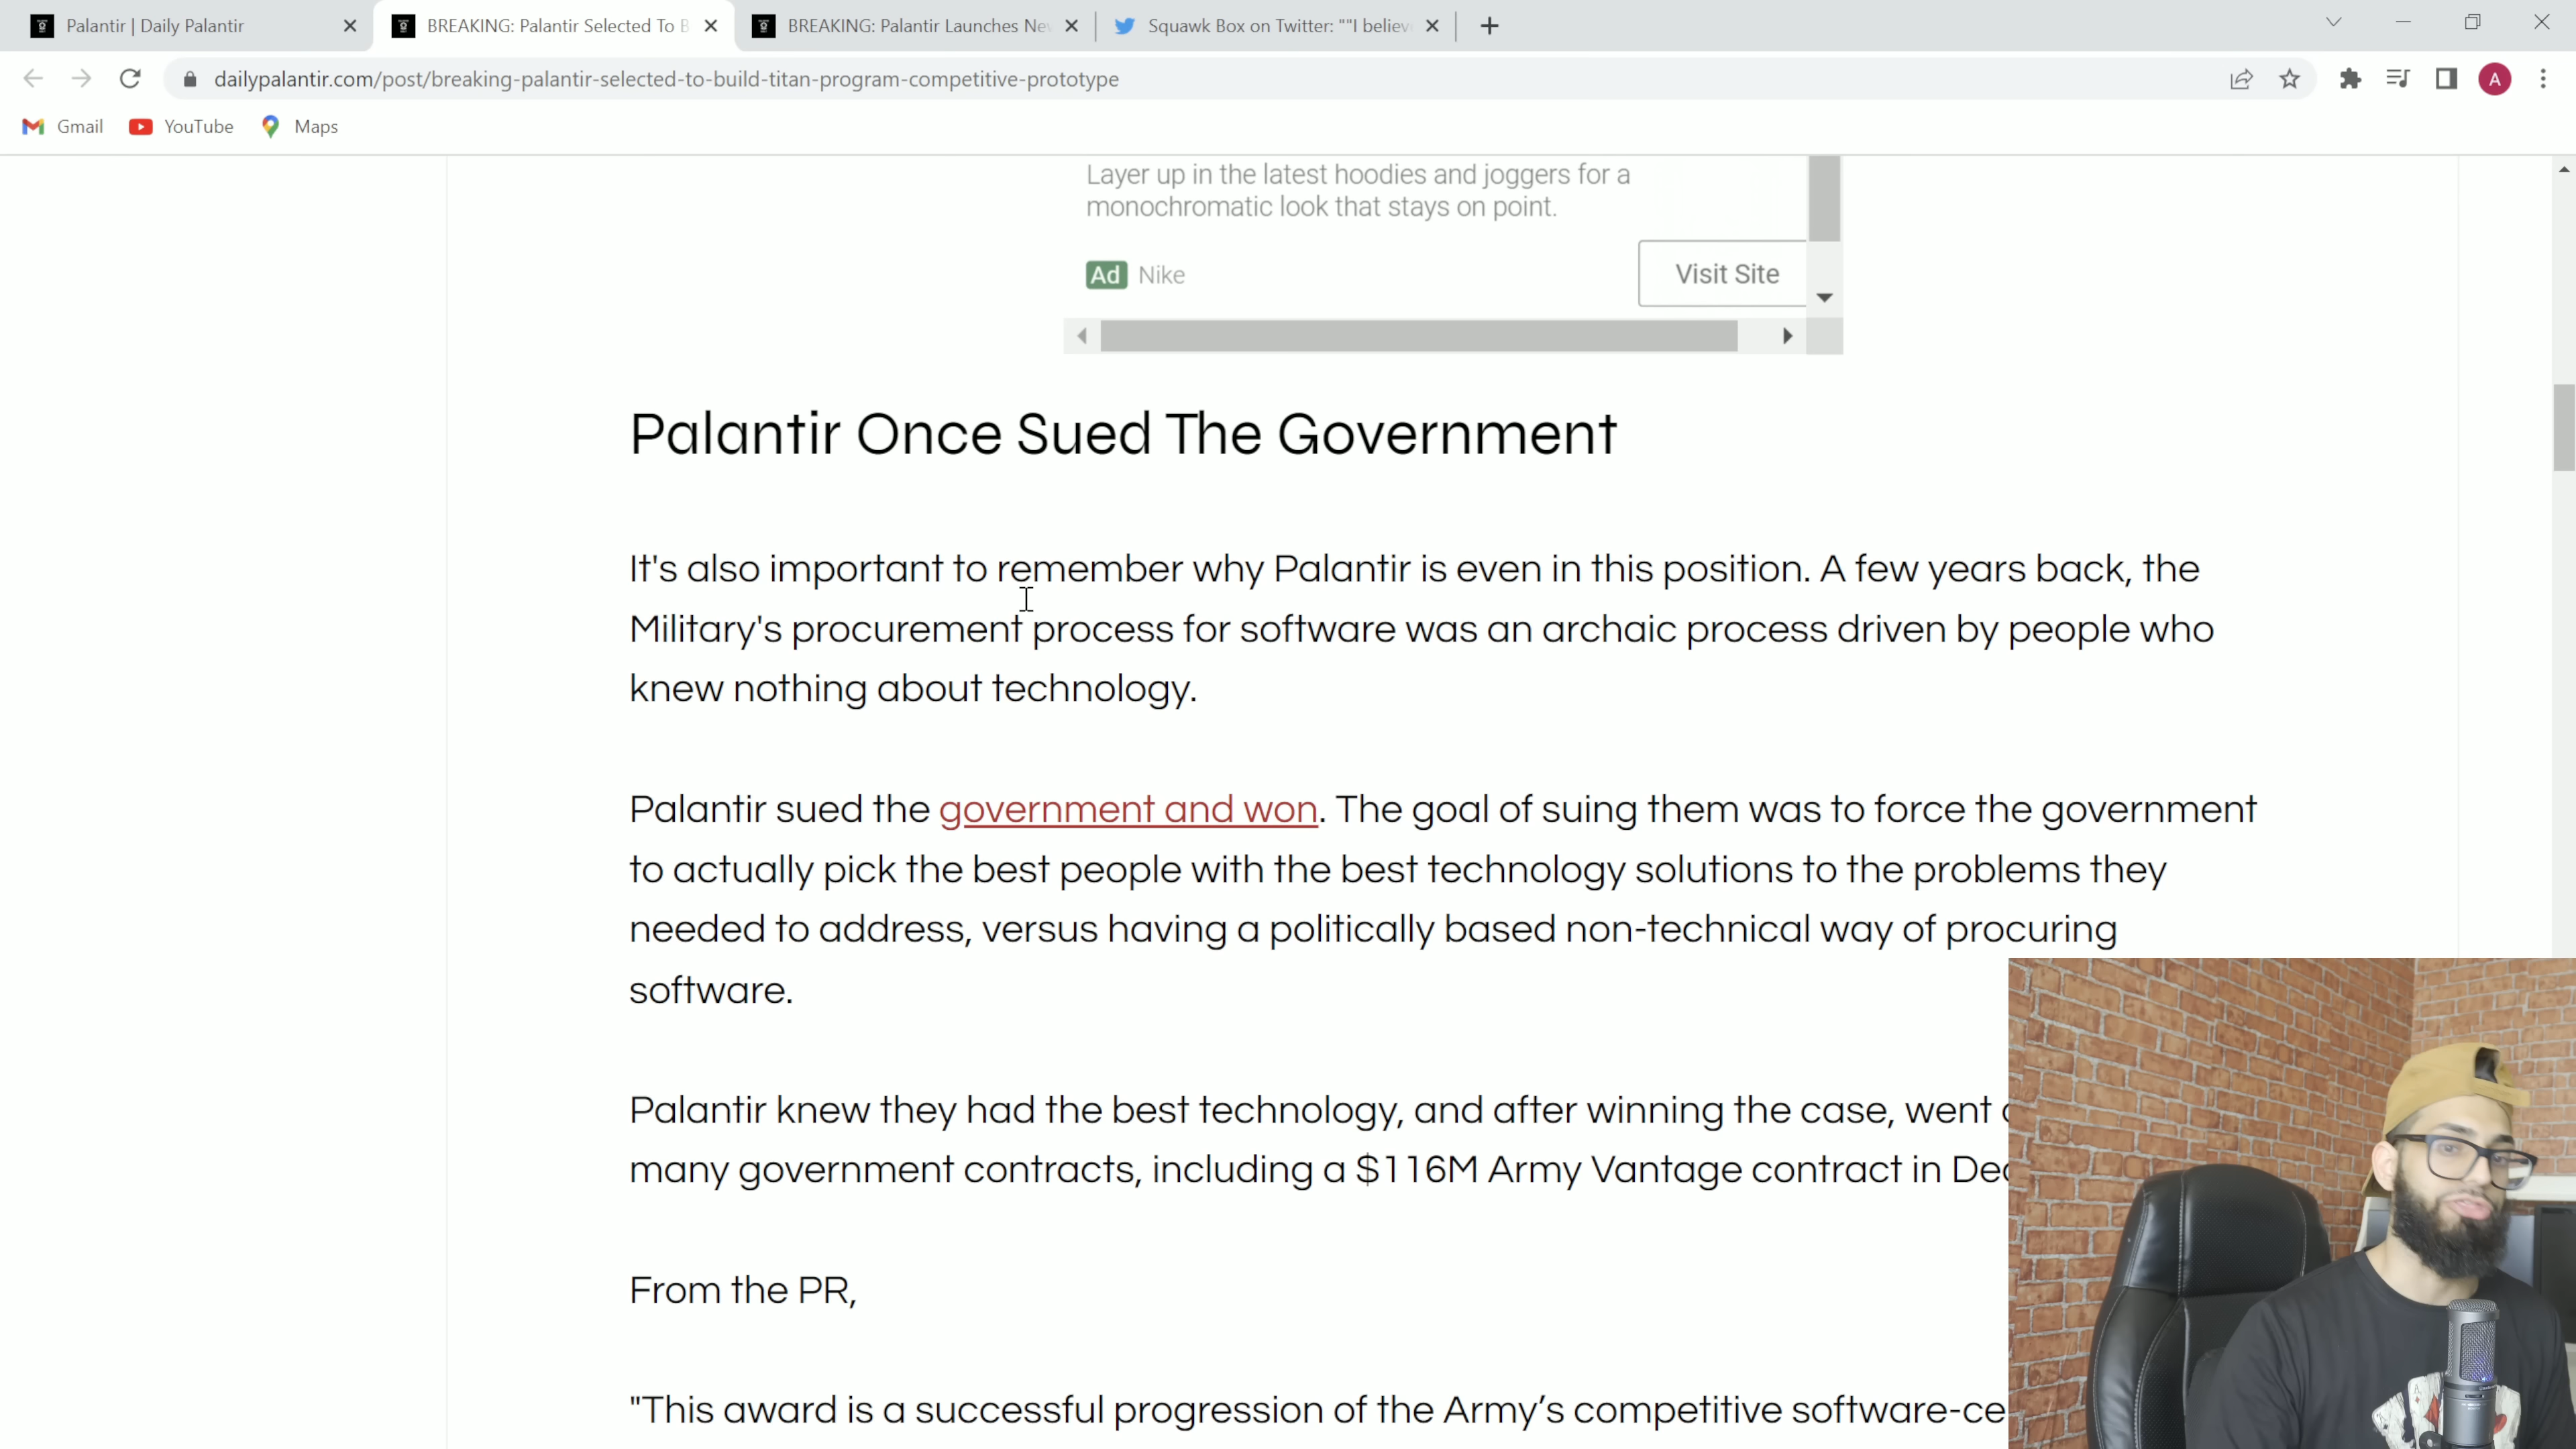 Palantir | Daily Palantir
BREAKING: Palantir Selected To B
BREAKING: Palantir Launches Nev
Squawk Box on Twitter: ""I believ
dailypalantir.com/post/breaking-palantir-selected-to-build-titan-program-competitive-prototype
A
Gmail
YouTube
Maps
Layer up in the latest hoodies and joggers for a
monochromatic look that stays on point.
Ad Nike
Visit Site
Palantir Once Sued The Government
It's also important to remember why Palantir is even in this position. A few years back, the
Military's procurement process for software was an archaic process driven by people who
knew nothing about technology.
Palantir sued the government and won. The goal of suing them was to force the government
to actually pick the best people with the best technology solutions to the problems they
needed to address, versus having a politically based non-technical way of procuring
software.
Palantir knew they had the best technology, and after winning the case, went
many government contracts, including a $116M Army Vantage contract in Dec
From the PR,
"This award is a successful progression of the Army’s competitive software-ce